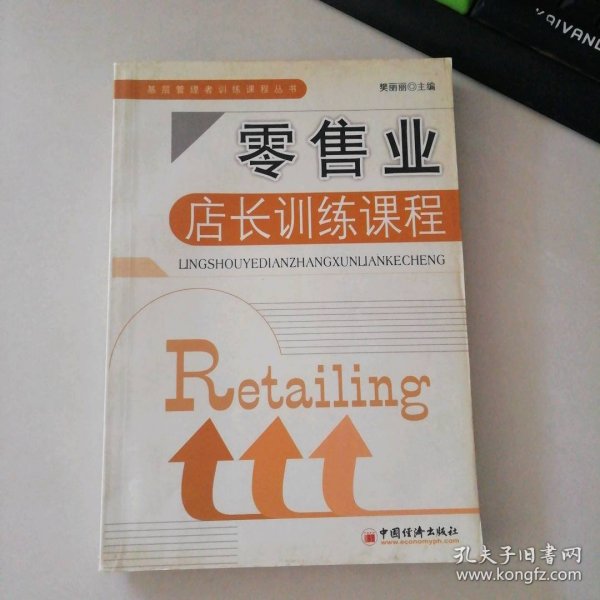 KAIVAND
基层管理者训练课程丛书
樊丽丽◎主编
零售业
店长训练课程
LINGSHOUYEDIANZHANGXUNLIANKECHENG
Retailing
中国经济出版社
www.economyph.com
孔夫子旧书网
www.kongfz.com